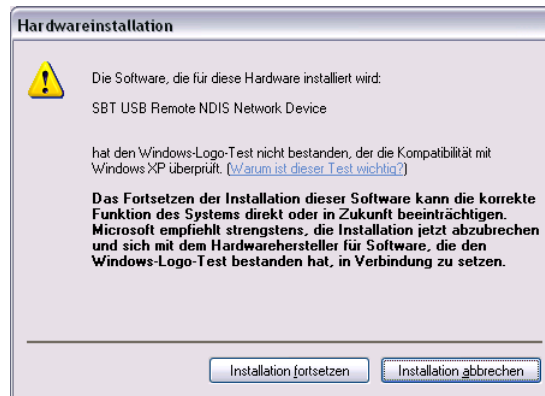 Hardwareinstallation
Die Software, die für diese Hardware installiert wird:
SBT USB Remote NDIS Network Device
hat den Windows-Logo-Test nicht bestanden, der die Kompatibilität mit
Windows XP überprüft. (Warum ist dieser Test wichtig?)
Das Fortsetzen der Installation dieser Software kann die korrekte
Funktion des Systems direkt oder in Zukunft beeinträchtigen.
Microsoft empfiehlt strengstens, die Installation jetzt abzubrechen
und sich mit dem Hardwarehersteller für Software, die den
Windows-Logo-Test bestanden hat, in Verbindung zu setzen.
Installation fortsetzen
Installation abbrechen